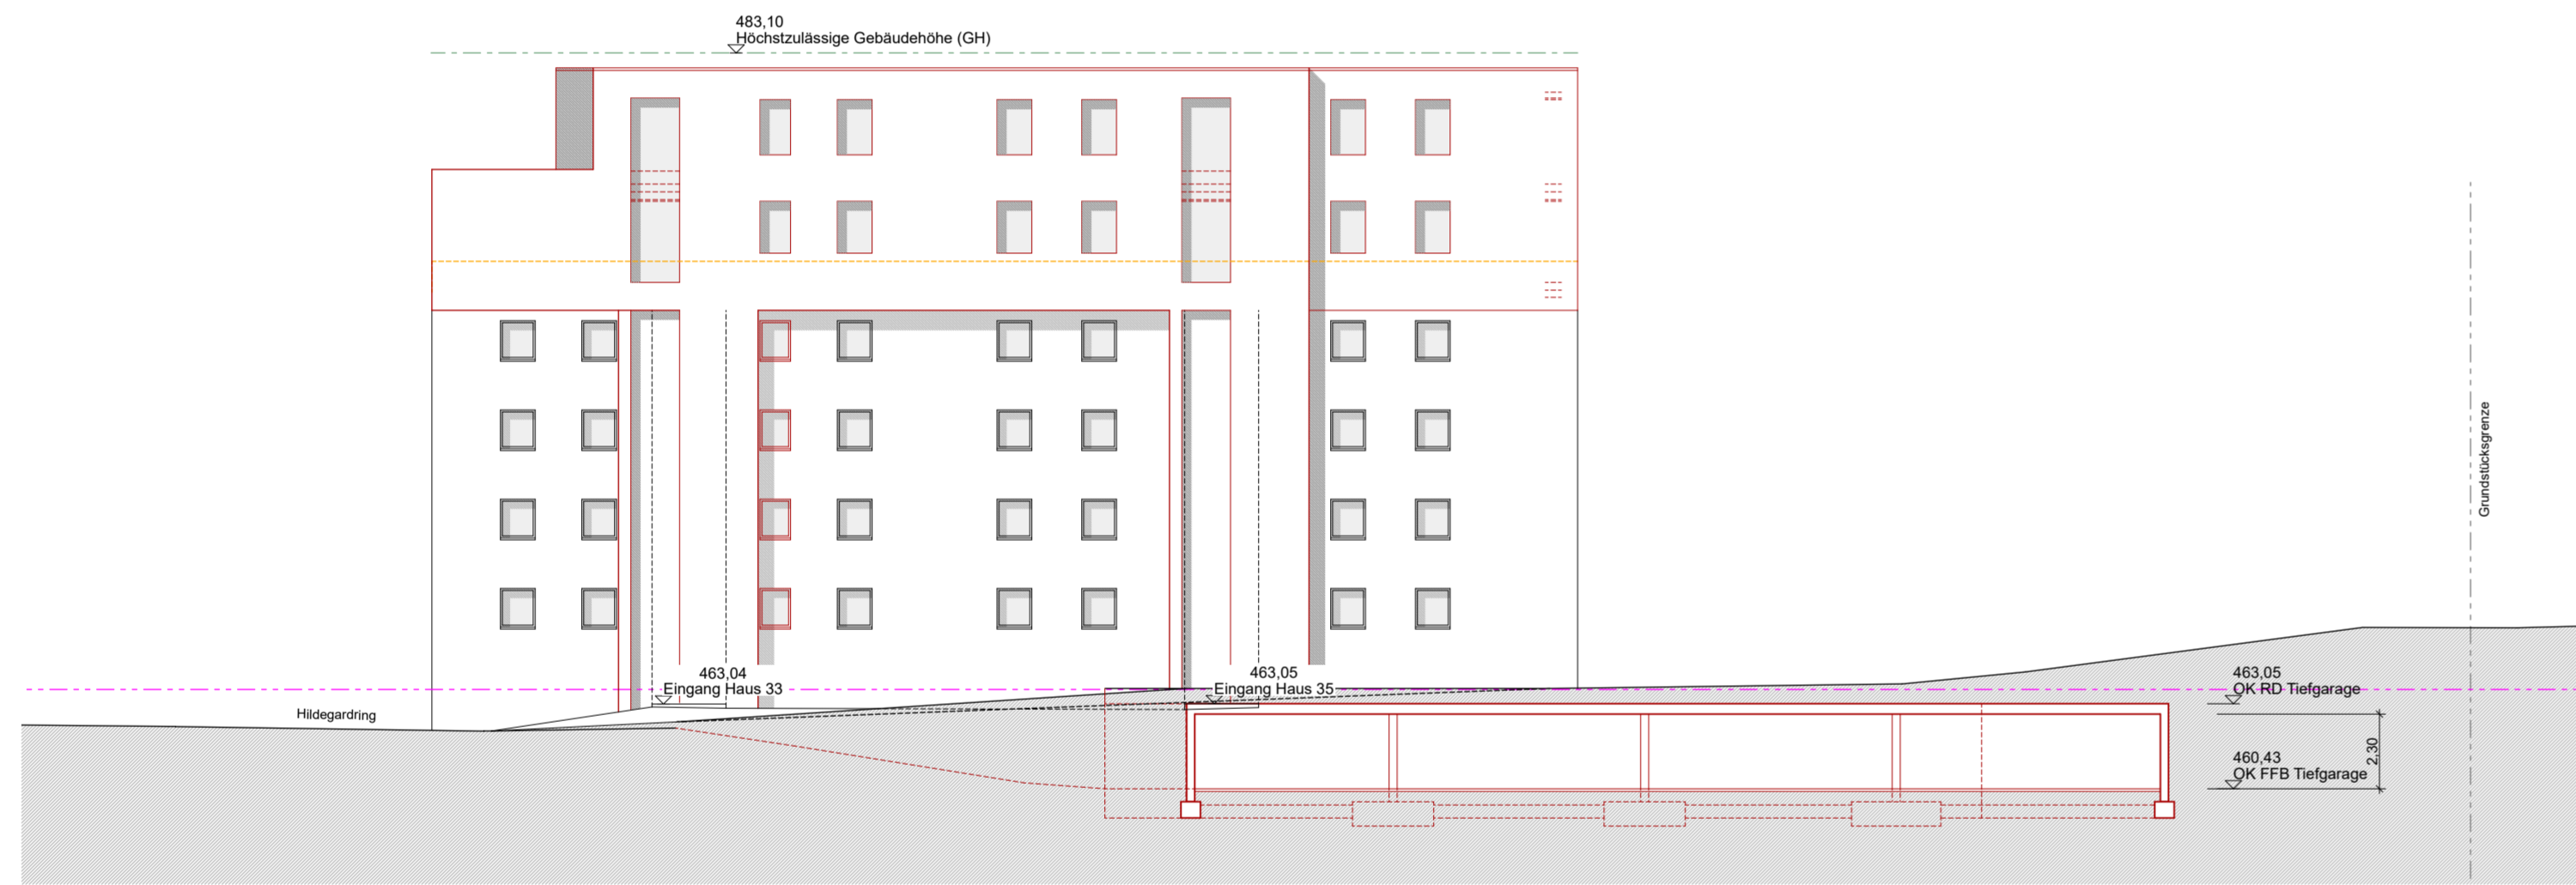 483,10
Höchstzulässige Gebäudehöhe (GH)
Grundstücksgrenze
463,04
Eingang Haus 33
463,05
Eingang Haus 35
463,05
OK RD Tiefgarage
Hildegardring
2,30
460,43
OK FFB Tiefgarage